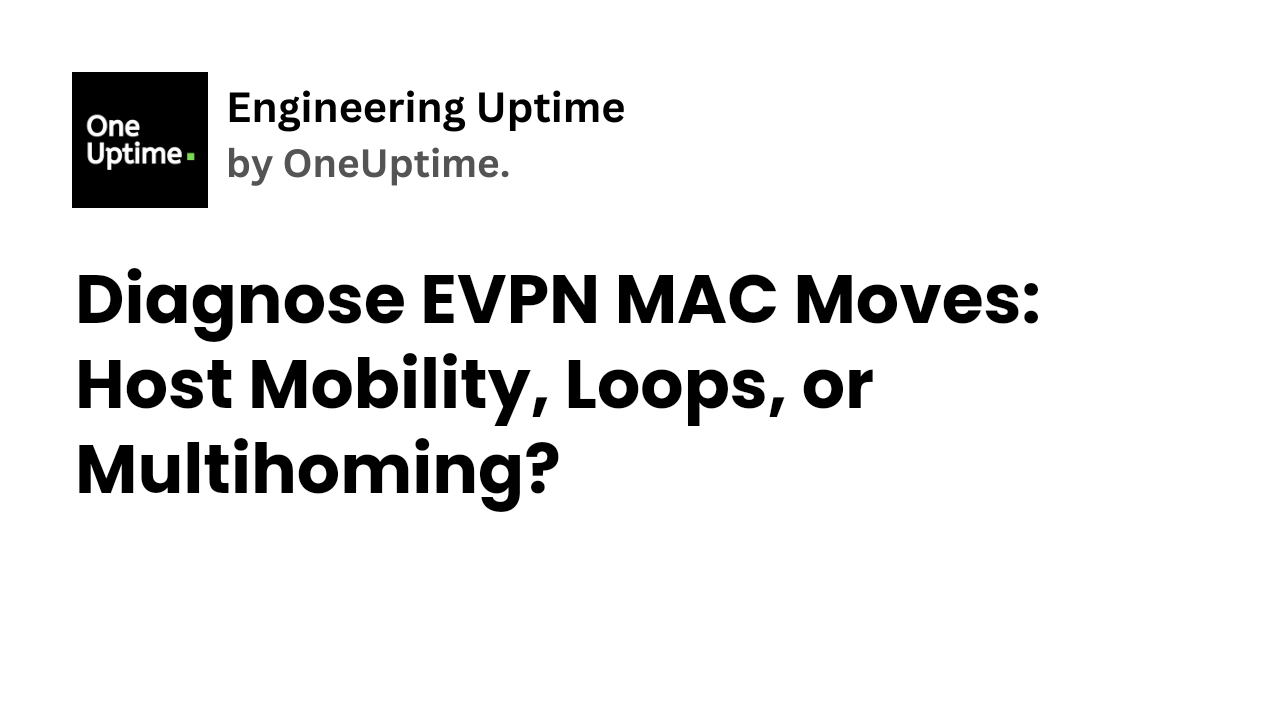 One
Uptime.
Engineering Uptime
by OneUptime.
Diagnose EVPN MAC Moves:
Host Mobility, Loops, or
Multihoming?